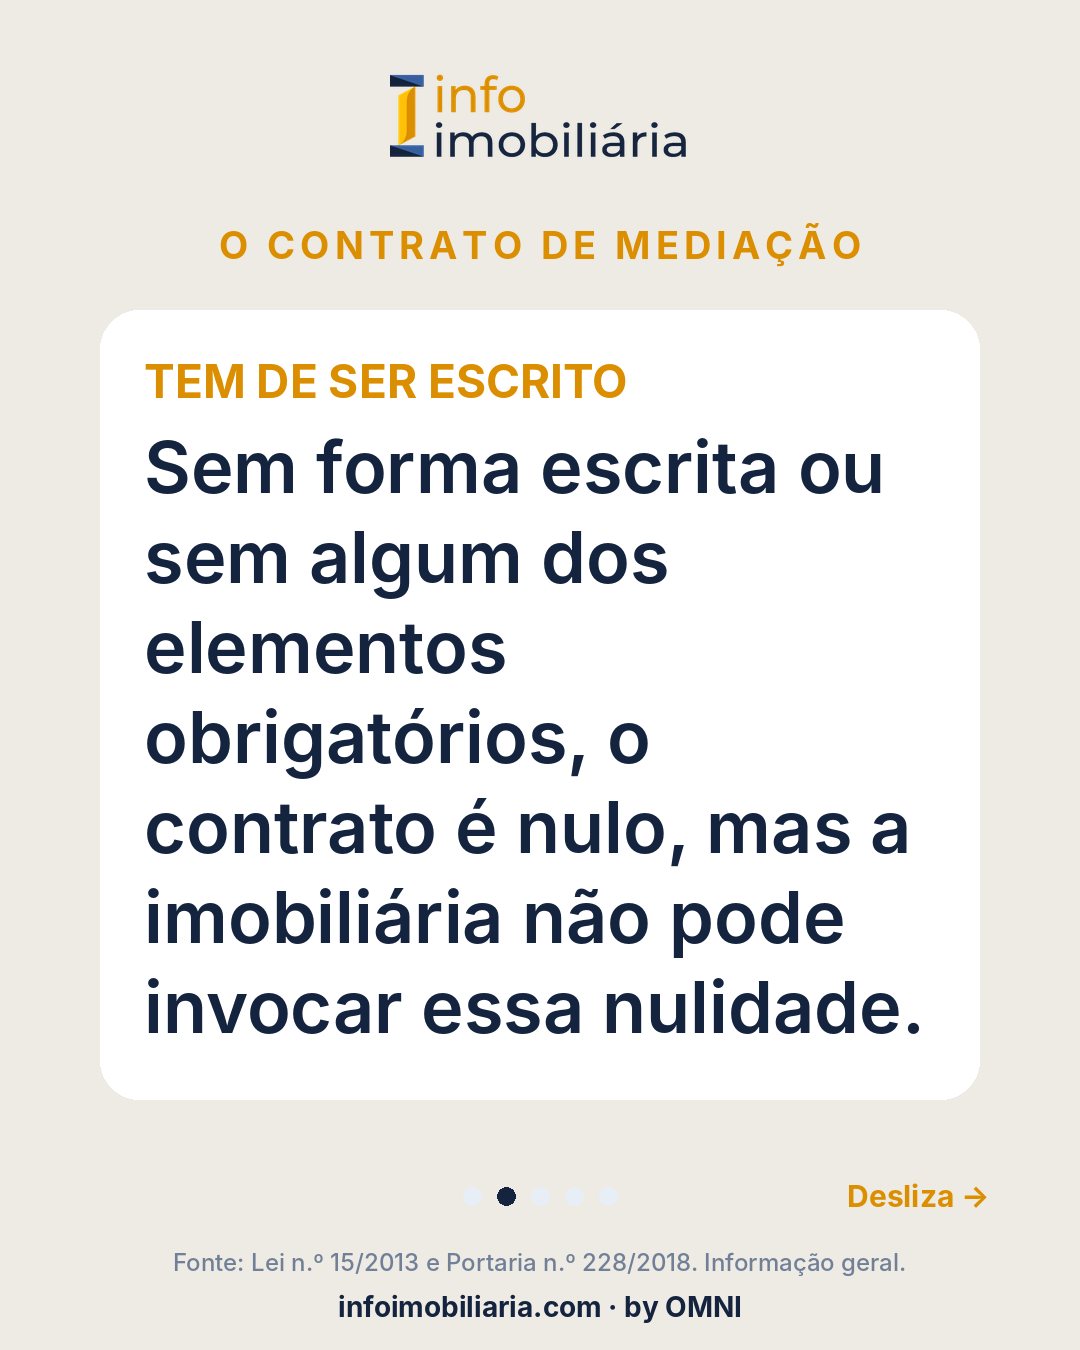 info
imobiliária
O CONTRATO DE MEDIAÇÃO
TEM DE SER ESCRITO
Sem forma escrita ou
sem algum dos
elementos
obrigatórios, o
contrato é nulo, mas a
imobiliária não pode
invocar essa nulidade.
Desliza →
Fonte: Lei n.º 15/2013 e Portaria n.º 228/2018. Informação geral.
infoimobiliaria.com · by OMNI